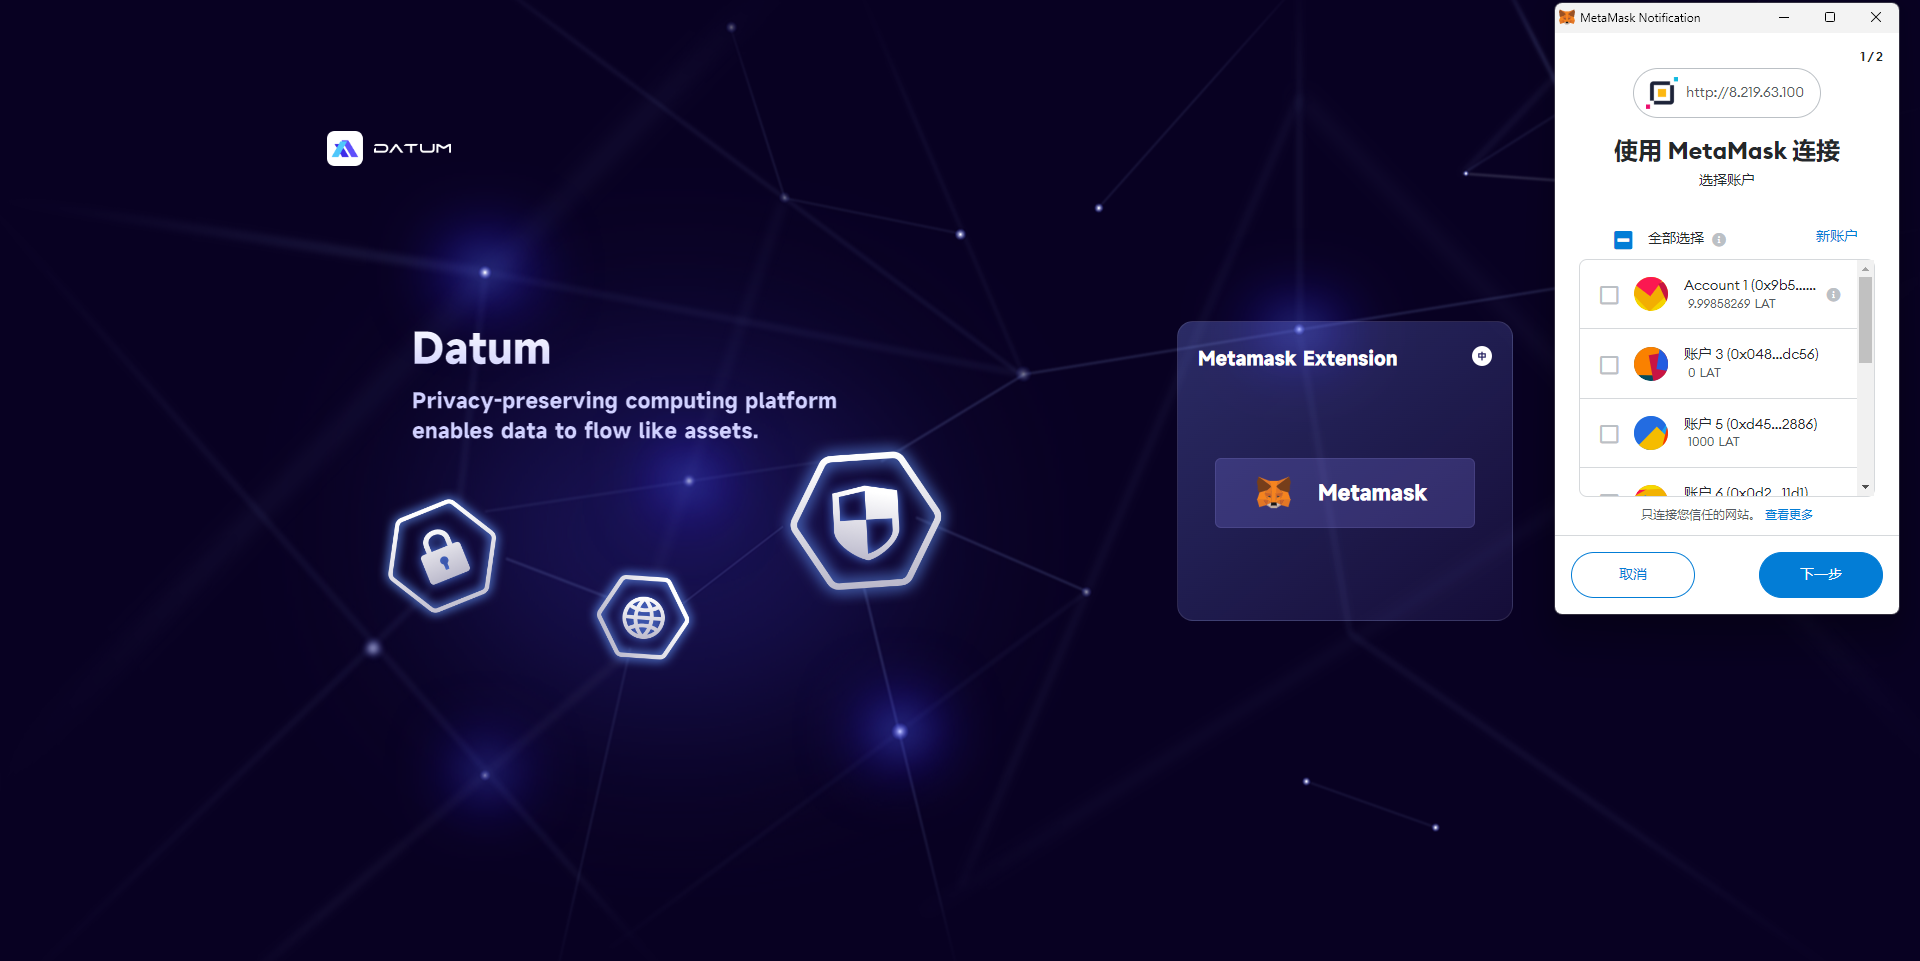 DATUM
Datum
Privacy-preserving computing platform
enables data to flow like assets.
Metamask Extension
中
Metamask
MetaMask Notification
1/2
http://8.219.63.100
使用 MetaMask 连接
选择账户
全部选择
新账户
Account 1 (0x9b5......
9.99858269 LAT
账户 3 (0x048...dc56)
0 LAT
账户 5 (0xd45...2886)
1000 LAT
账户 6 (0x0d2...11d1)
只连接您信任的网站。 查看更多
取消
下一步